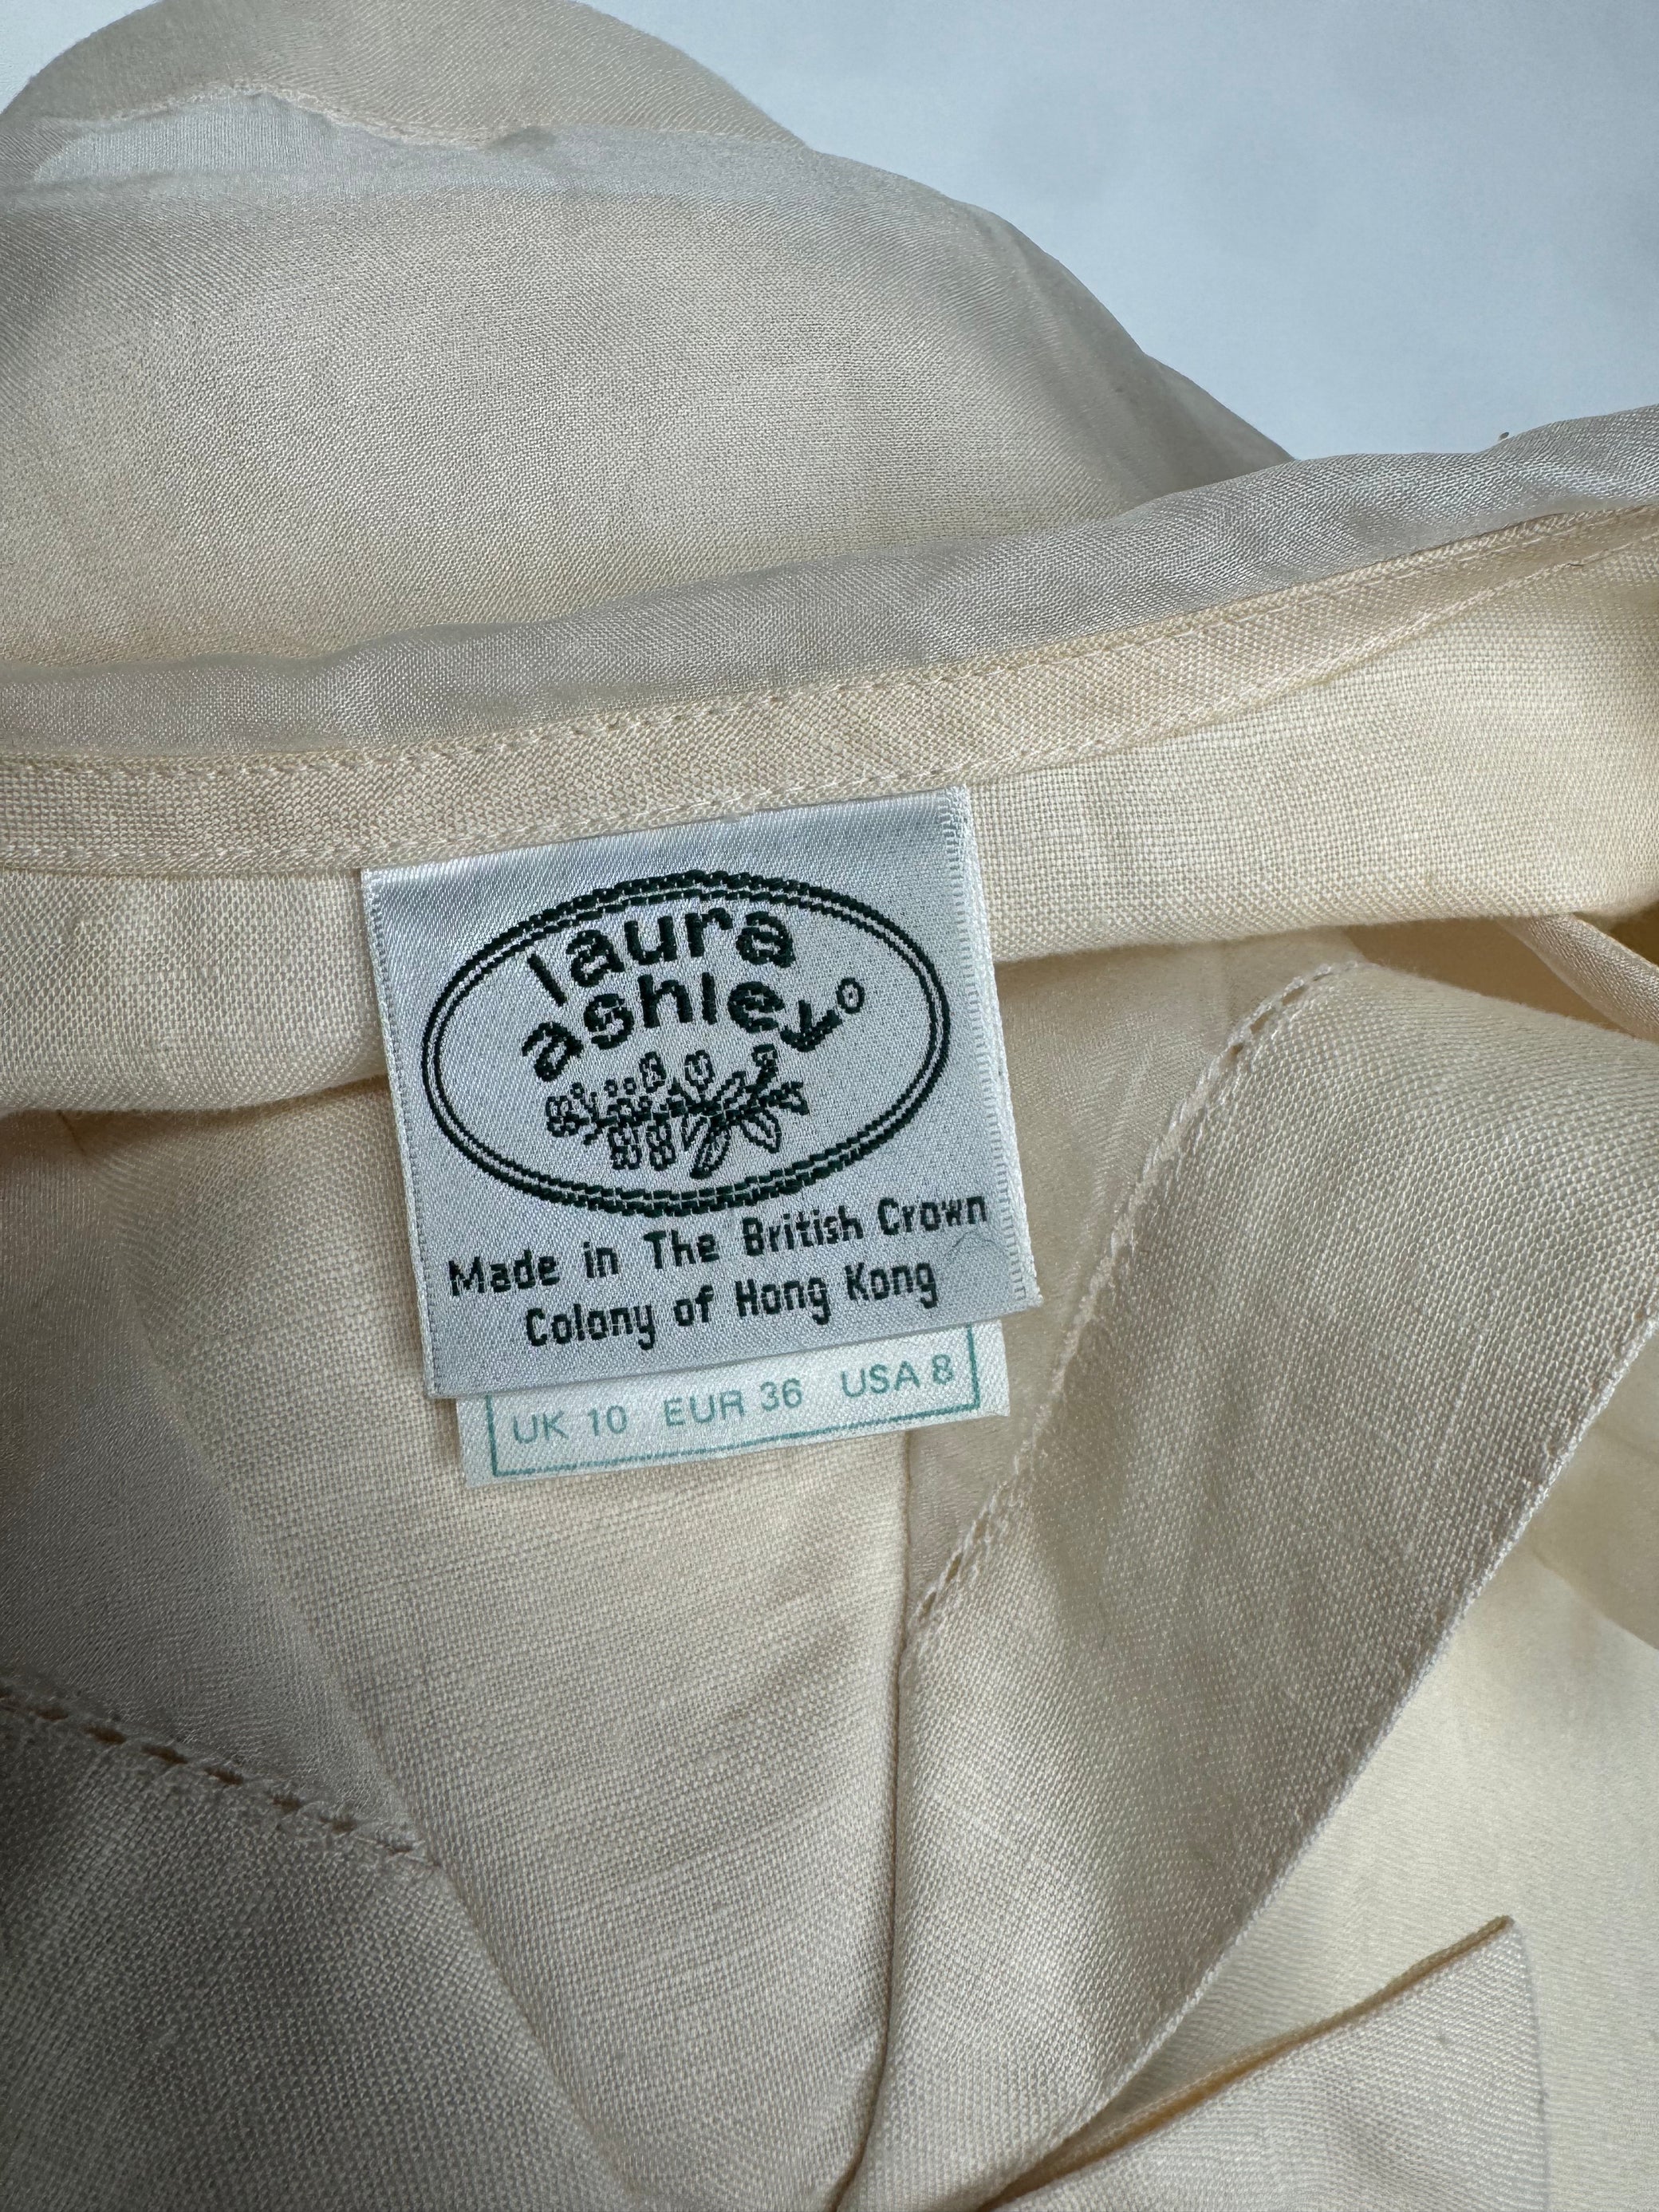 laura
ashley
Made in The British Crown
Colony of Hong Kong
UK 10 EUR 36 USA 8